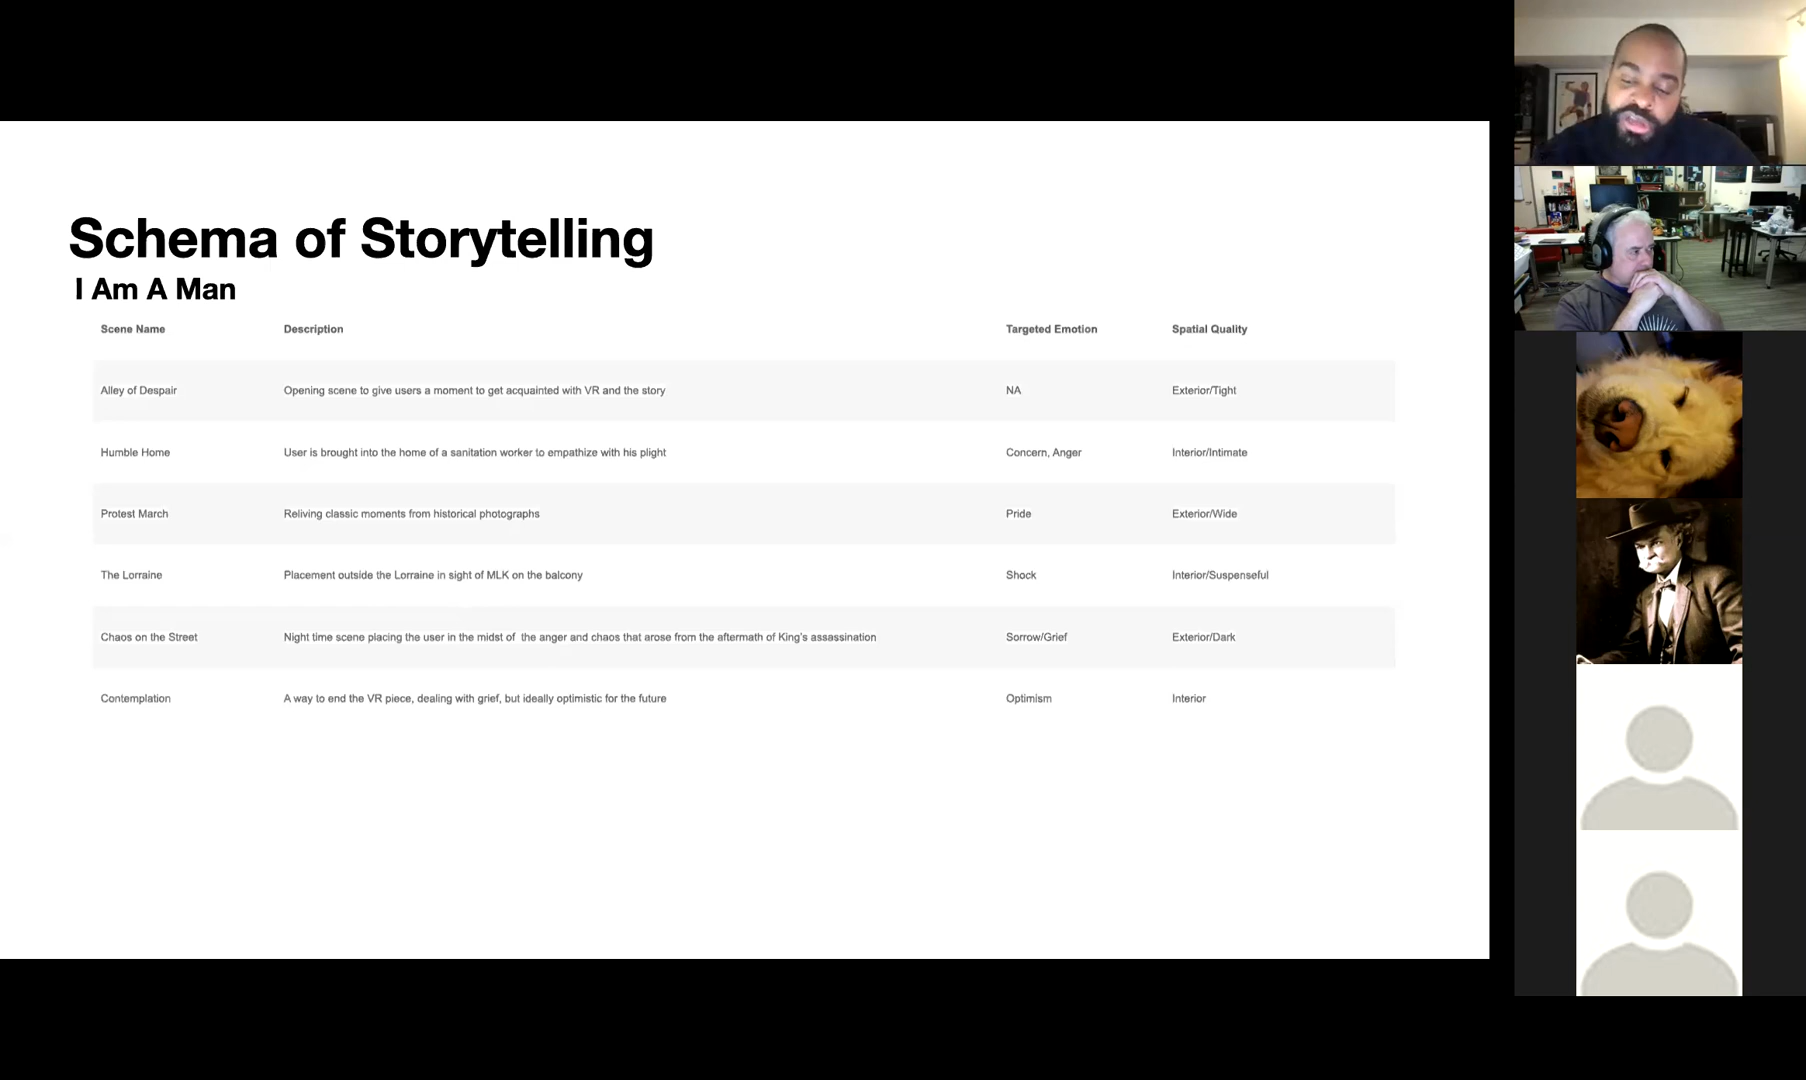 Schema of Storytelling
I Am A Man
Scene Name Description Targeted Emotion Spatial Quality
Alley of Despair Opening scene to give users a moment to get acquainted with VR and the story NA Exterior/Tight
Humble Home User is brought into the home of a sanitation worker to empathize with his plight Concern, Anger Interior/Intimate
Protest March Reliving classic moments from historical photographs Pride Exterior/Wide
The Lorraine Placement outside the Lorraine in sight of MLK on the balcony Shock Interior/Suspenseful
Chaos on the Street Night time scene placing the user in the midst of the anger and chaos that arose from the aftermath of King's assassination Sorrow/Grief Exterior/Dark
Contemplation A way to end the VR piece, dealing with grief, but ideally optimistic for the future Optimism Interior